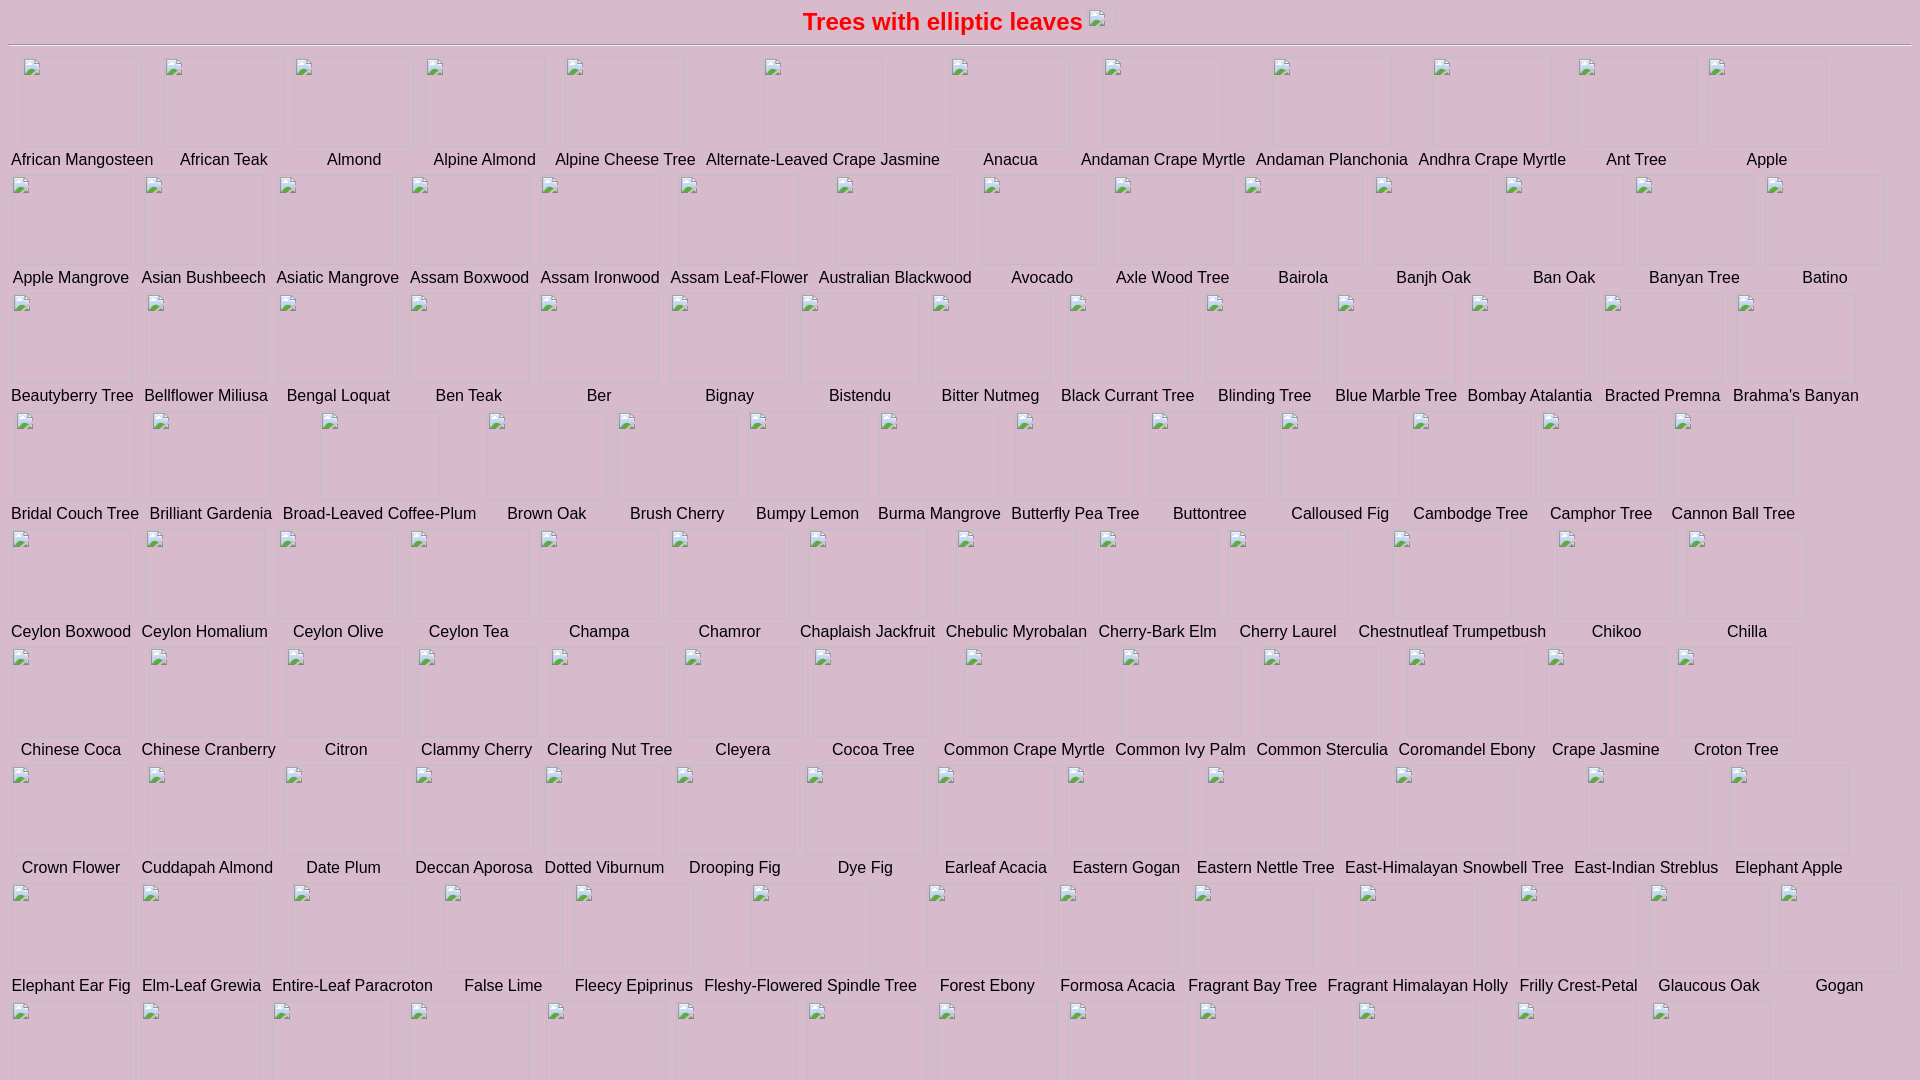 Trees with elliptic leaves
African Mangosteen African Teak Almond Alpine Almond Alpine Cheese Tree Alternate-Leaved Crape Jasmine Anacua Andaman Crape Myrtle Andaman Planchonia Andhra Crape Myrtle Ant Tree Apple
Apple Mangrove Asian Bushbeech Asiatic Mangrove Assam Boxwood Assam Ironwood Assam Leaf-Flower Australian Blackwood Avocado Axle Wood Tree Bairola Banjh Oak Ban Oak Banyan Tree Batino
Beautyberry Tree Bellflower Miliusa Bengal Loquat Ben Teak Ber Bignay Bistendu Bitter Nutmeg Black Currant Tree Blinding Tree Blue Marble Tree Bombay Atalantia Bracted Premna Brahma's Banyan
Bridal Couch Tree Brilliant Gardenia Broad-Leaved Coffee-Plum Brown Oak Brush Cherry Bumpy Lemon Burma Mangrove Butterfly Pea Tree Buttontree Calloused Fig Cambodge Tree Camphor Tree Cannon Ball Tree
Ceylon Boxwood Ceylon Homalium Ceylon Olive Ceylon Tea Champa Chamror Chaplaish Jackfruit Chebulic Myrobalan Cherry-Bark Elm Cherry Laurel Chestnutleaf Trumpetbush Chikoo Chilla
Chinese Coca Chinese Cranberry Citron Clammy Cherry Clearing Nut Tree Cleyera Cocoa Tree Common Crape Myrtle Common Ivy Palm Common Sterculia Coromandel Ebony Crape Jasmine Croton Tree
Crown Flower Cuddapah Almond Date Plum Deccan Aporosa Dotted Viburnum Drooping Fig Dye Fig Earleaf Acacia Eastern Gogan Eastern Nettle Tree East-Himalayan Snowbell Tree East-Indian Streblus Elephant Apple
Elephant Ear Fig Elm-Leaf Grewia Entire-Leaf Paracroton False Lime Fleecy Epiprinus Fleshy-Flowered Spindle Tree Forest Ebony Formosa Acacia Fragrant Bay Tree Fragrant Himalayan Holly Frilly Crest-Petal Glaucous Oak Gogan